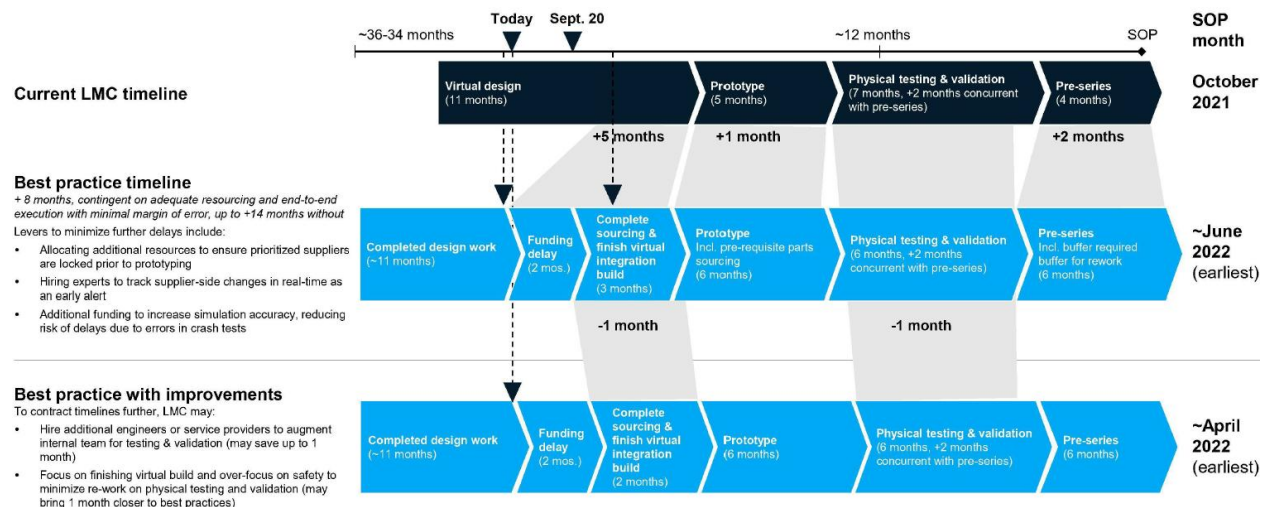 Today
Sept. 20
~36-34 months
~12 months
SOP
SOP
month
Current LMC timeline
Virtual design
(11 months)
Prototype
(5 months)
Physical testing & validation
(7 months, +2 months concurrent
with pre-series)
Pre-series
(4 months)
October
2021
+5 months
+1 month
+2 months
Best practice timeline
+ 8 months, contingent on adequate resourcing and end-to-end
execution with minimal margin of error, up to +14 months without
Levers to minimize further delays include:
• Allocating additional resources to ensure prioritized suppliers
are locked prior to prototyping
• Hiring experts to track supplier-side changes in real-time as
an early alert
• Additional funding to increase simulation accuracy, reducing
risk of delays due to errors in crash tests
Completed design work
(~11 months)
Funding
delay
(2 mos.)
Complete
sourcing &
finish virtual
integration
build
(3 months)
Prototype
Incl. pre-requisite parts
sourcing
(6 months)
Physical testing & validation
(6 months, +2 months
concurrent with pre-series)
Pre-series
Incl. buffer required
buffer for rework
(6 months)
~June
2022
(earliest)
-1 month
-1 month
Best practice with improvements
To contract timelines further, LMC may:
• Hire additional engineers or service providers to augment
internal team for testing & validation (may save up to 1
month)
• Focus on finishing virtual build and over-focus on safety to
minimize re-work on physical testing and validation (may
bring 1 month closer to best practices)
Completed design work
(~11 months)
Funding
delay
(2 mos.)
Complete
sourcing &
finish virtual
integration
build
(2 months)
Prototype
(6 months)
Physical testing & validation
(6 months, +2 months
concurrent with pre-series)
Pre-series
(6 months)
~April
2022
(earliest)